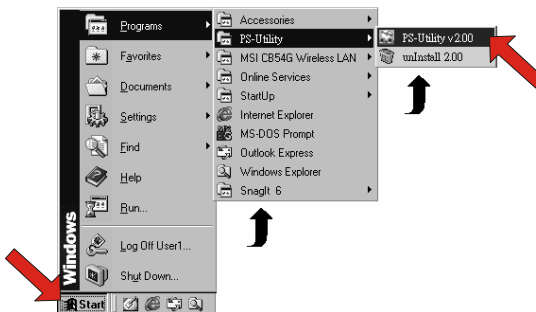 Programs
Favorites
Documents
Settings
Find
Help
Run...
Log Off User1...
Shut Down...
Windows
Start
Accessories
PS-Utility
MSI CB54G Wireless LAN
Online Services
StartUp
Internet Explorer
MS-DOS Prompt
Outlook Express
Windows Explorer
SnagIt 6
PS-Utility v2.00
unInstall 2.00